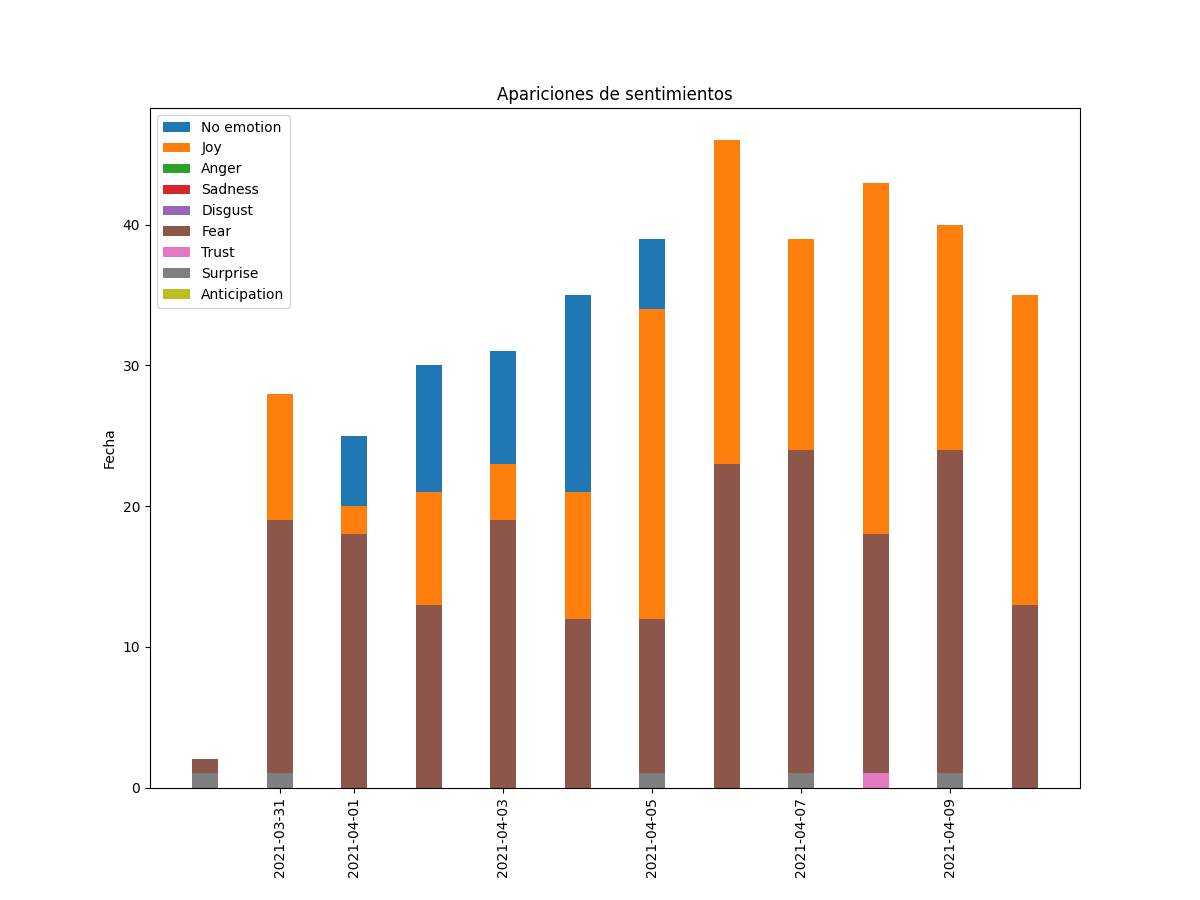 Apariciones de sentimientos
No emotion
Joy
Anger
Sadness
Disgust
Fear
Trust
Surprise
Anticipation
Fecha
40
30
20
10
0
2021-03-31
2021-04-01
2021-04-03
2021-04-05
2021-04-07
2021-04-09